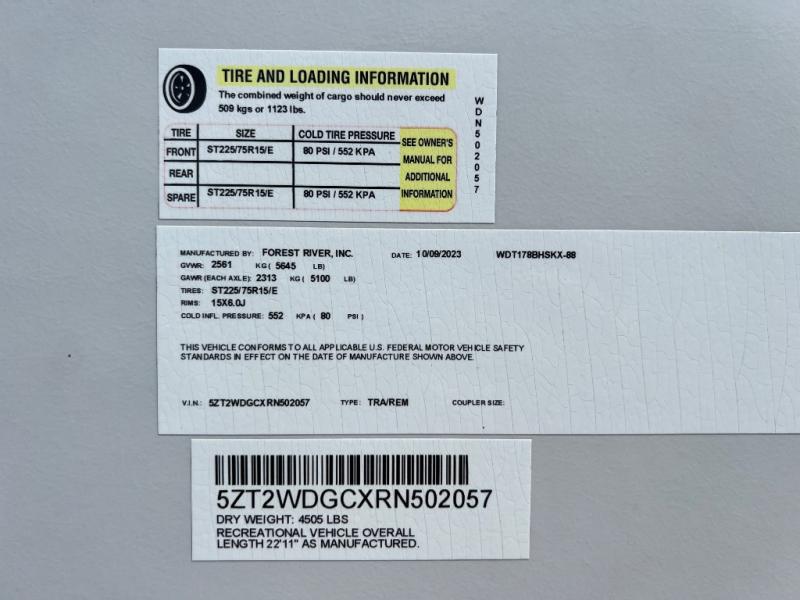 TIRE AND LOADING INFORMATION
The combined weight of cargo should never exceed
509 kgs or 1123 lbs.
TIRE SIZE COLD TIRE PRESSURE
FRONT ST225/75R15/E 80 PSI / 552 KPA
REAR
SPARE ST225/75R15/E 80 PSI / 552 KPA
SEE OWNER'S
MANUAL FOR
ADDITIONAL
INFORMATION
WDN502057
MANUFACTURED BY: FOREST RIVER, INC. DATE: 10/09/2023 WDT178BHSKX-88
GVWR: 2561 KG ( 5645 LB)
GAWR (EACH AXLE): 2313 KG ( 5100 LB)
TIRES: ST225/75R15/E
RIMS: 15X6.0J
COLD INFL. PRESSURE: 552 KPA ( 80 PSI )
THIS VEHICLE CONFORMS TO ALL APPLICABLE U.S. FEDERAL MOTOR VEHICLE SAFETY
STANDARDS IN EFFECT ON THE DATE OF MANUFACTURE SHOWN ABOVE.
V.I.N.: 5ZT2WDGCXRN502057 TYPE: TRA/REM COUPLER SIZE:
5ZT2WDGCXRN502057
DRY WEIGHT: 4505 LBS
RECREATIONAL VEHICLE OVERALL
LENGTH 22'11" AS MANUFACTURED.